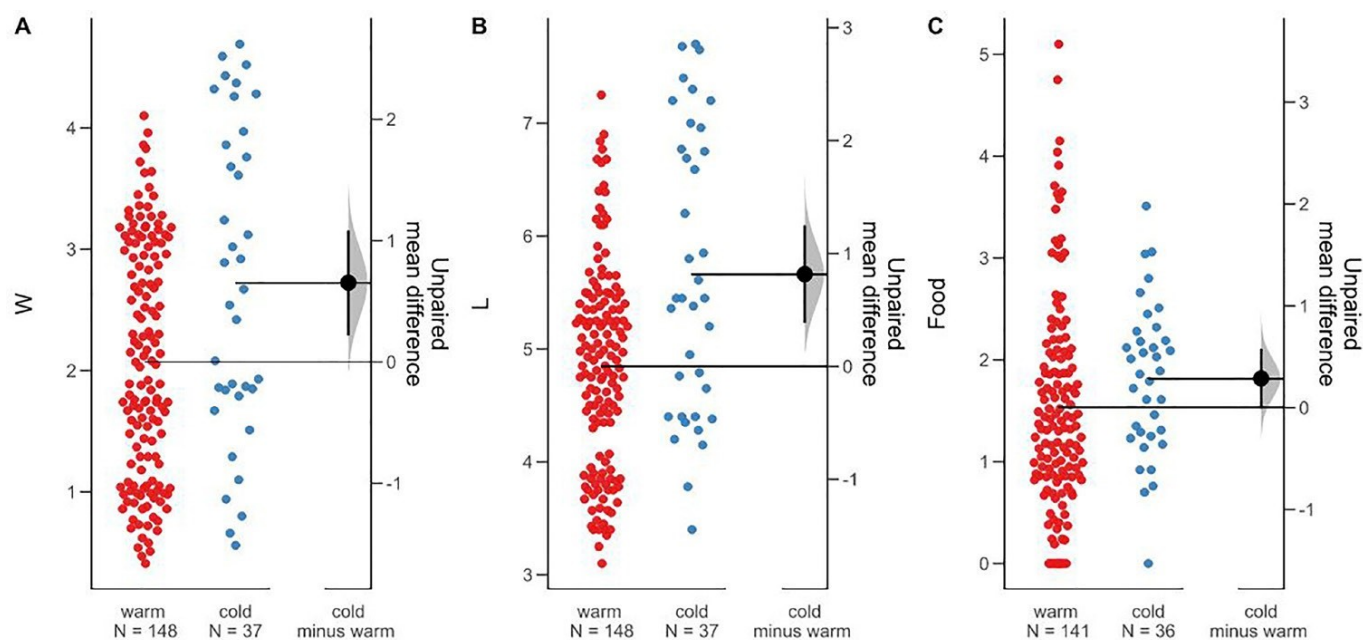 A
W
4
3
2
1
2
1
0
-1
Unpaired
mean difference
warm
N = 148
cold
N = 37
cold
minus warm
B
L
7
6
5
4
3
3
2
1
0
-1
Unpaired
mean difference
warm
N = 148
cold
N = 37
cold
minus warm
C
Food
5
4
3
2
1
0
3
2
1
0
-1
Unpaired
mean difference
warm
N = 141
cold
N = 36
cold
minus warm